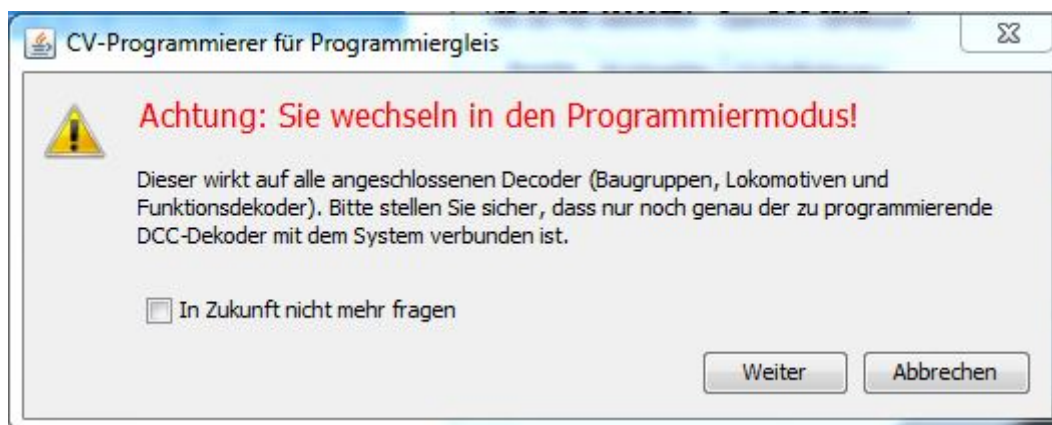 CV-Programmierer für Programmiergleis
Achtung: Sie wechseln in den Programmiermodus!
Dieser wirkt auf alle angeschlossenen Decoder (Baugruppen, Lokomotiven und
Funktionsdekoder). Bitte stellen Sie sicher, dass nur noch genau der zu programmierende
DCC-Dekoder mit dem System verbunden ist.
In Zukunft nicht mehr fragen
Weiter
Abbrechen